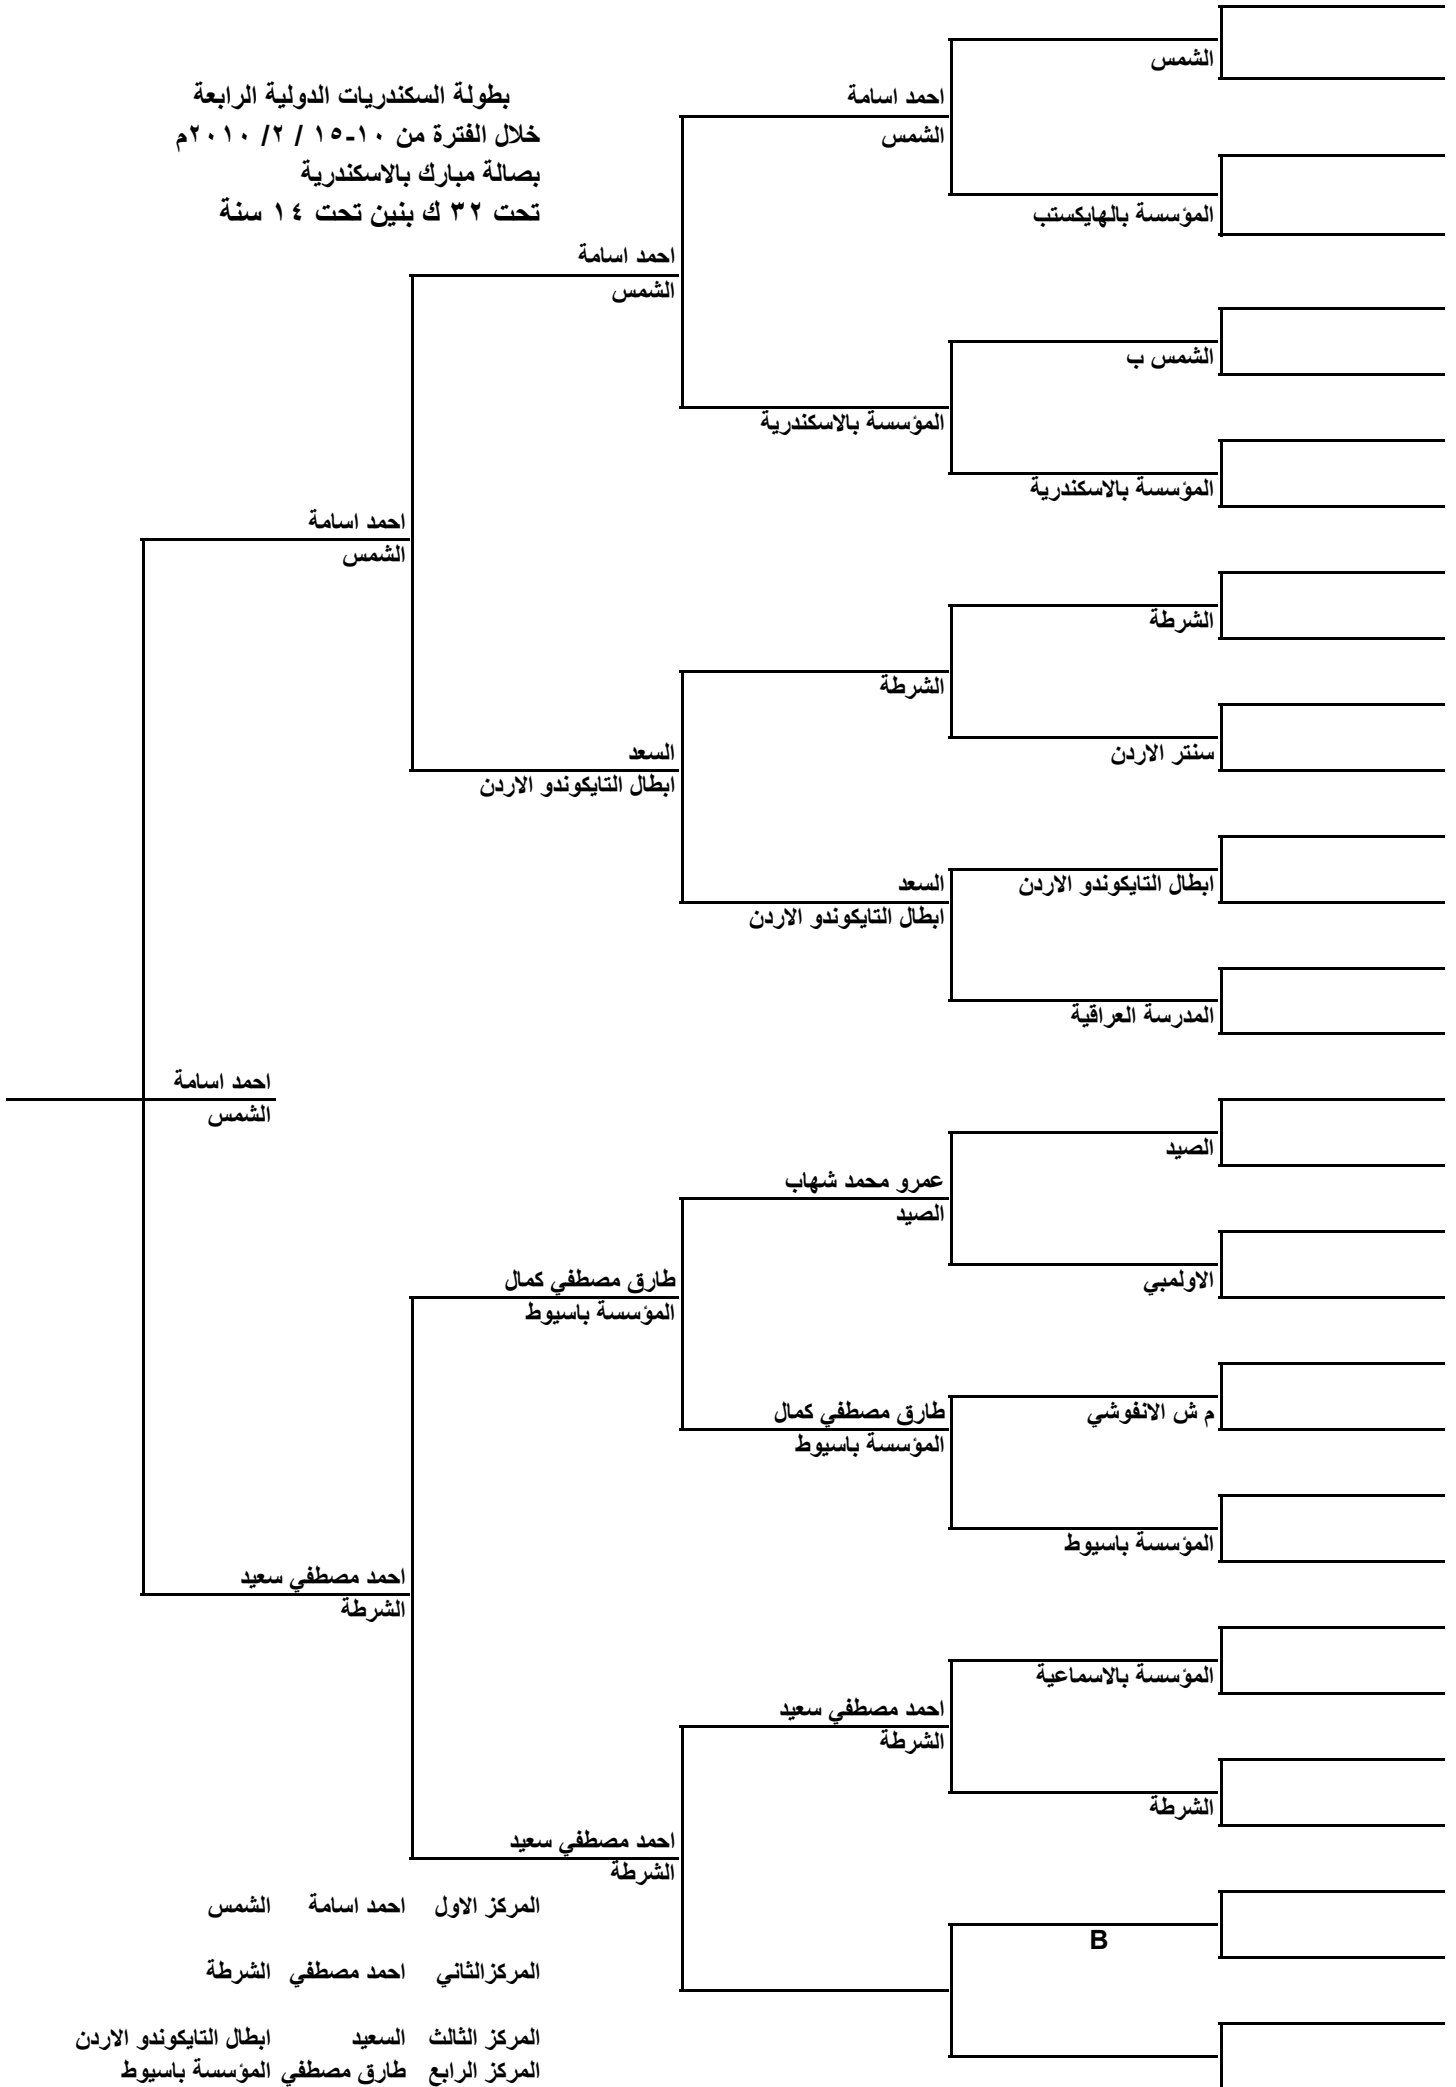 بطولة السكندريات الدولية الرابعة
خلال الفترة من ١٠-١٥ / ٢/ ٢٠١٠م
بصالة مبارك بالاسكندرية
تحت ٣٢ ك بنين تحت ١٤ سنة
الشمس
احمد اسامة
الشمس
المؤسسة بالهايكستب
احمد اسامة
الشمس
الشمس ب
المؤسسة بالاسكندرية
المؤسسة بالاسكندرية
احمد اسامة
الشمس
الشرطة
الشرطة
سنتر الاردن
السعد
ابطال التايكوندو الاردن
ابطال التايكوندو الاردن
السعد
ابطال التايكوندو الاردن
المدرسة العراقية
احمد اسامة
الشمس
الصيد
عمرو محمد شهاب
الصيد
الاولمبي
طارق مصطفي كمال
المؤسسة باسيوط
م ش الانفوشي
طارق مصطفي كمال
المؤسسة باسيوط
المؤسسة باسيوط
احمد مصطفي سعيد
الشرطة
المؤسسة بالاسماعية
احمد مصطفي سعيد
الشرطة
الشرطة
احمد مصطفي سعيد
الشرطة
B
المركز الاول احمد اسامة الشمس
المركزالثاني احمد مصطفي الشرطة
المركز الثالث السعيد ابطال التايكوندو الاردن
المركز الرابع طارق مصطفي المؤسسة باسيوط